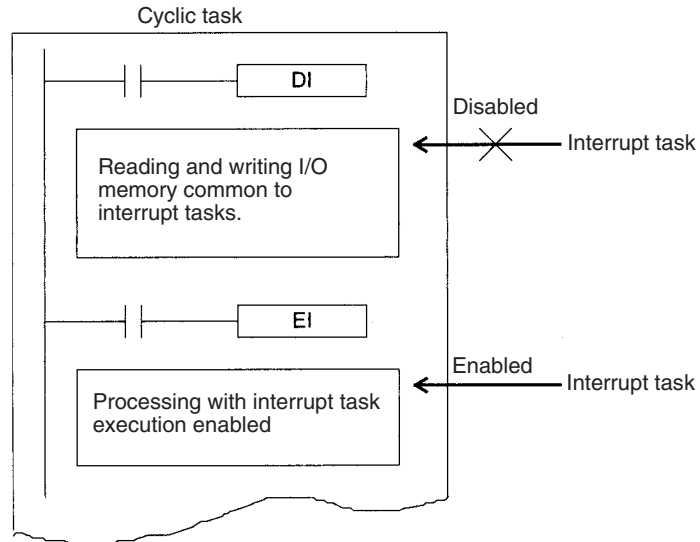 Cyclic task
DI
Disabled
Interrupt task
Reading and writing I/O
memory common to
interrupt tasks.
EI
Enabled
Interrupt task
Processing with interrupt task
execution enabled